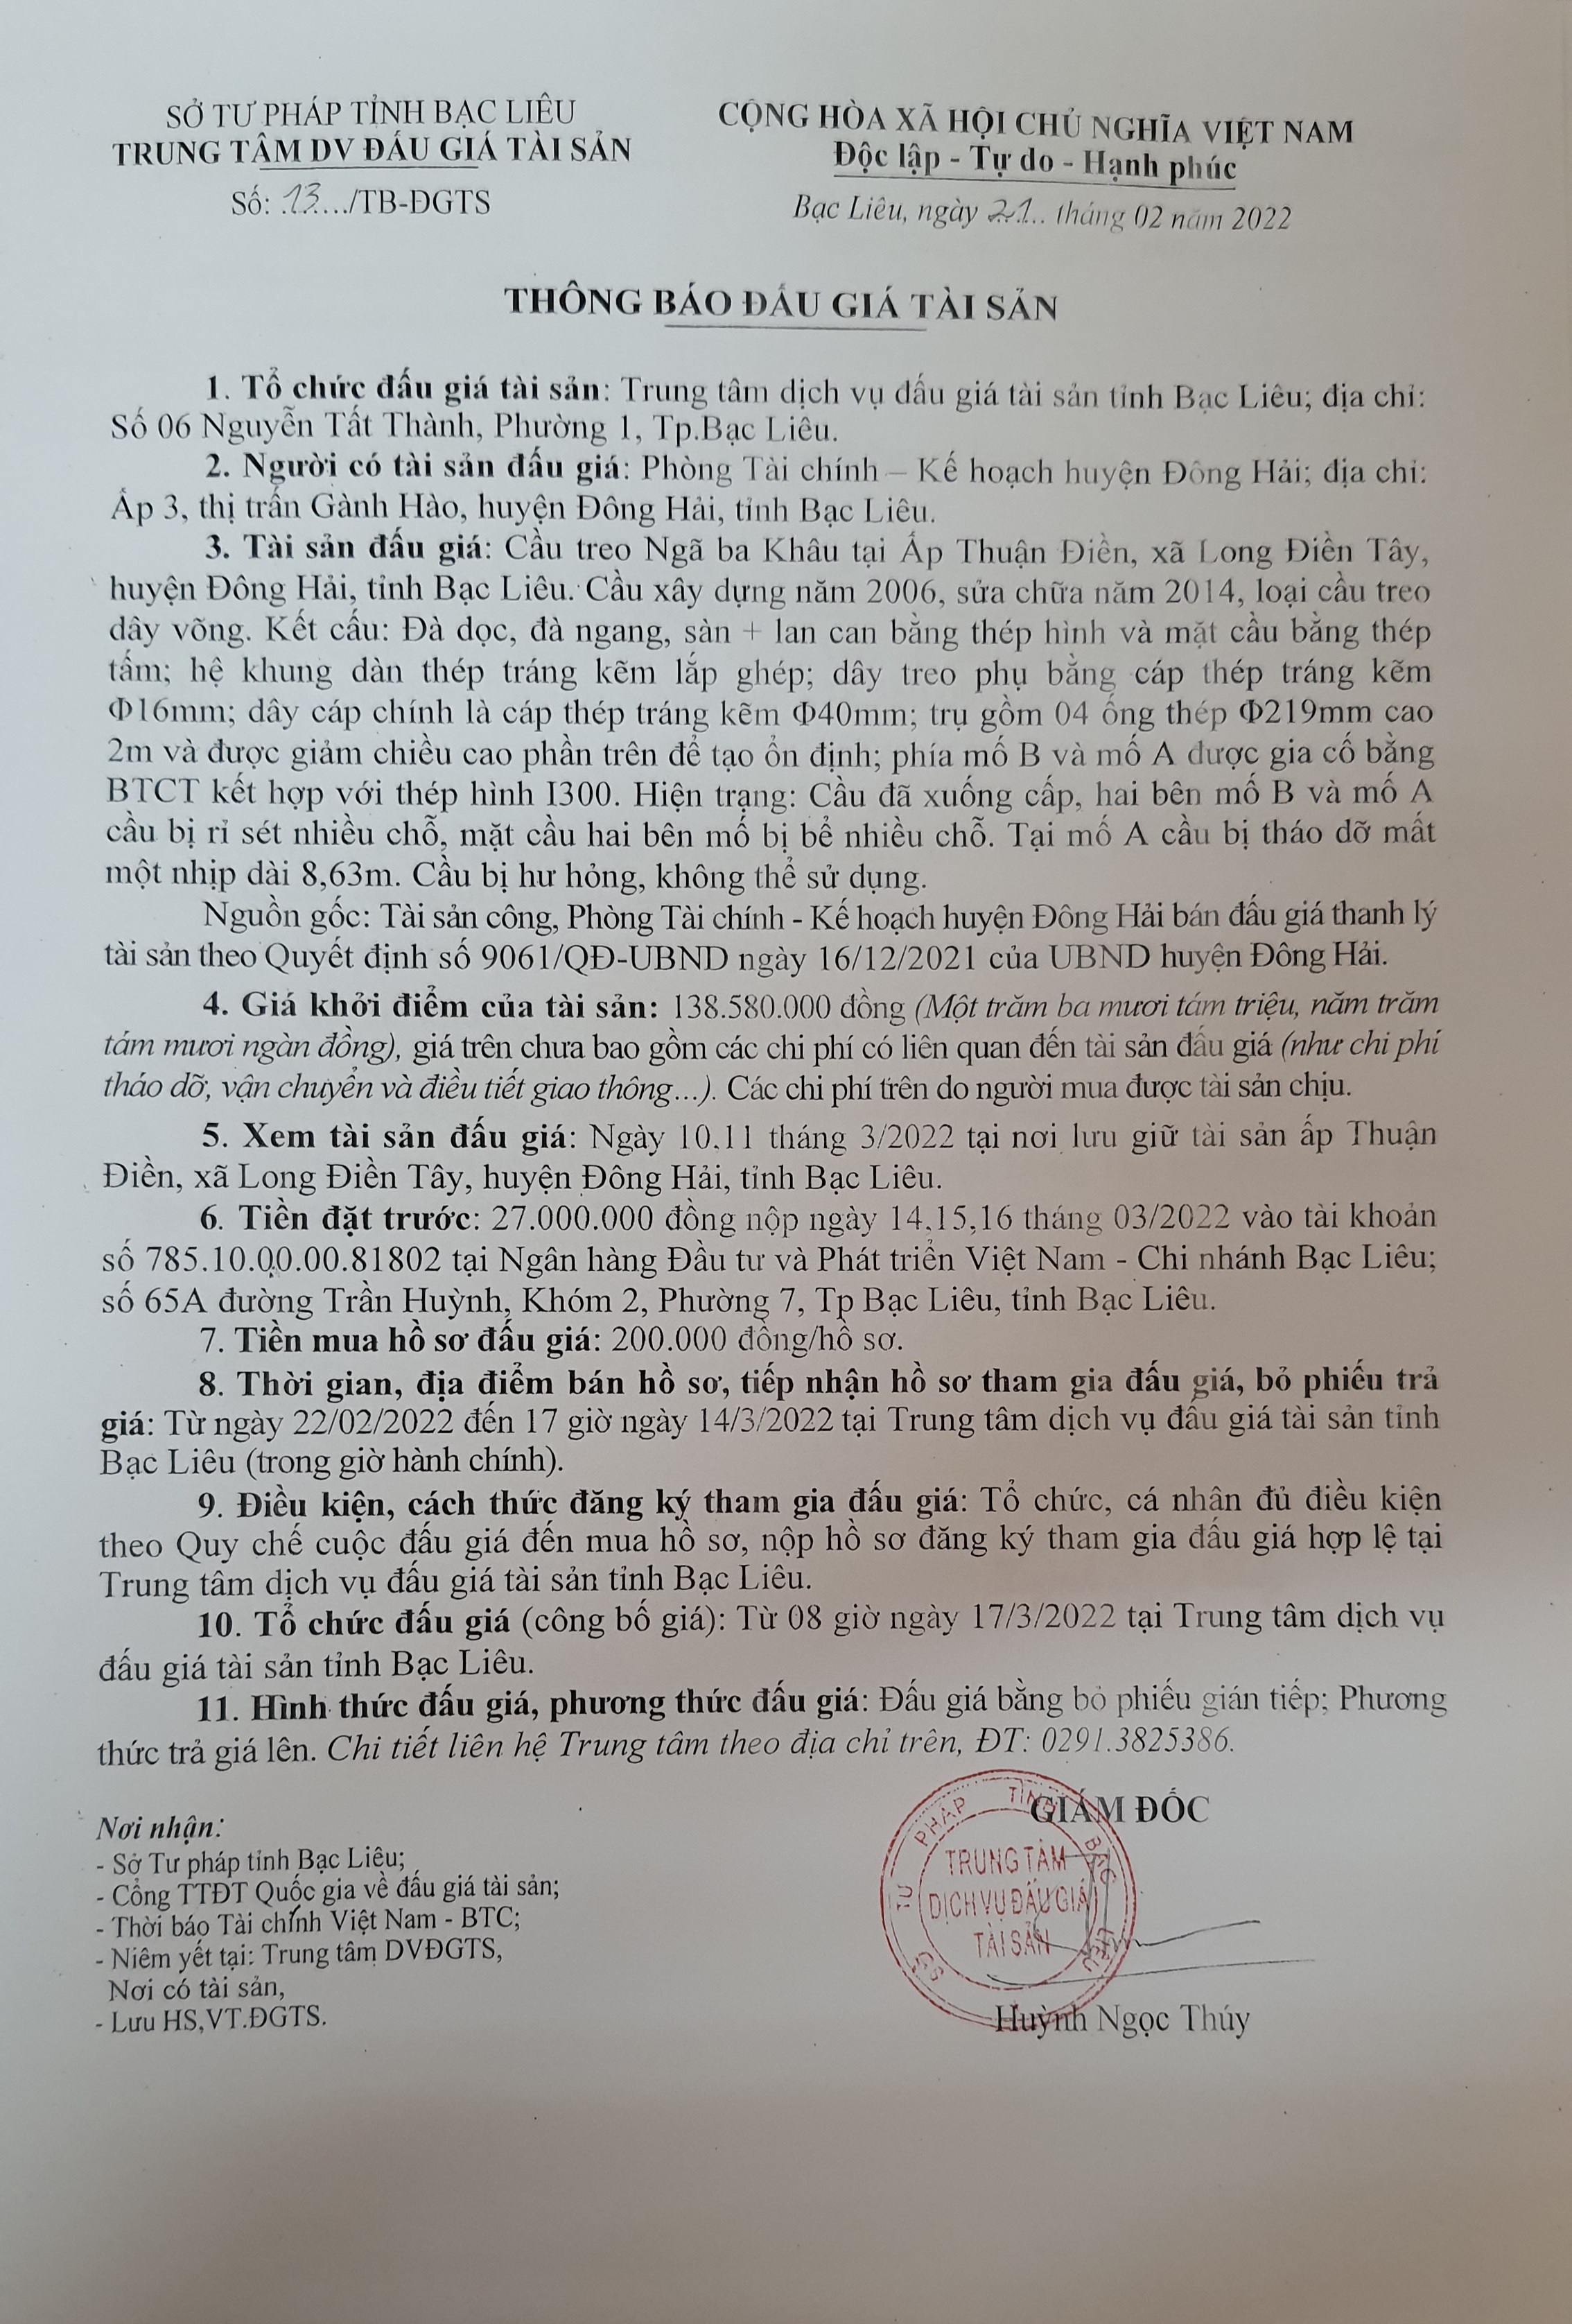 SỞ TƯ PHÁP TỈNH BẠC LIÊU
TRUNG TÂM DV ĐẤU GIÁ TÀI SẢN
Số: 13..../TB-ĐGTS
CỘNG HÒA XÃ HỘI CHỦ NGHĨA VIỆT NAM
Độc lập - Tự do - Hạnh phúc
Bạc Liêu, ngày 21.. tháng 02 năm 2022
THÔNG BÁO ĐẤU GIÁ TÀI SẢN
1. Tổ chức đấu giá tài sản: Trung tâm dịch vụ đấu giá tài sản tỉnh Bạc Liêu; địa chỉ:
Số 06 Nguyễn Tất Thành, Phường 1, Tp.Bạc Liêu.
2. Người có tài sản đấu giá: Phòng Tài chính – Kế hoạch huyện Đông Hải; địa chỉ:
Ấp 3, thị trấn Gành Hào, huyện Đông Hải, tỉnh Bạc Liêu.
3. Tài sản đấu giá: Cầu treo Ngã ba Khâu tại Ấp Thuận Điền, xã Long Điền Tây,
huyện Đông Hải, tỉnh Bạc Liêu. Cầu xây dựng năm 2006, sửa chữa năm 2014, loại cầu treo
dây võng. Kết cấu: Đà dọc, đà ngang, sàn + lan can bằng thép hình và mặt cầu bằng thép
tấm; hệ khung dàn thép tráng kẽm lắp ghép; dây treo phụ bằng cáp thép tráng kẽm
Φ16mm; dây cáp chính là cáp thép tráng kẽm Φ40mm; trụ gồm 04 ống thép Φ219mm cao
2m và được giảm chiều cao phần trên để tạo ổn định; phía mố B và mố A được gia cố bằng
BTCT kết hợp với thép hình I300. Hiện trạng: Cầu đã xuống cấp, hai bên mố B và mố A
cầu bị rỉ sét nhiều chỗ, mặt cầu hai bên mố bị bể nhiều chỗ. Tại mố A cầu bị tháo dỡ mất
một nhịp dài 8,63m. Cầu bị hư hỏng, không thể sử dụng.
Nguồn gốc: Tài sản công, Phòng Tài chính - Kế hoạch huyện Đông Hải bán đấu giá thanh lý
tài sản theo Quyết định số 9061/QĐ-UBND ngày 16/12/2021 của UBND huyện Đông Hải.
4. Giá khởi điểm của tài sản: 138.580.000 đồng (Một trăm ba mươi tám triệu, năm trăm
tám mươi ngàn đồng), giá trên chưa bao gồm các chi phí có liên quan đến tài sản đấu giá (như chi phí
tháo dỡ, vận chuyển và điều tiết giao thông...). Các chi phí trên do người mua được tài sản chịu.
5. Xem tài sản đấu giá: Ngày 10,11 tháng 3/2022 tại nơi lưu giữ tài sản ấp Thuận
Điền, xã Long Điền Tây, huyện Đông Hải, tỉnh Bạc Liêu.
6. Tiền đặt trước: 27.000.000 đồng nộp ngày 14,15,16 tháng 03/2022 vào tài khoản
số 785.10.00.00.81802 tại Ngân hàng Đầu tư và Phát triển Việt Nam - Chi nhánh Bạc Liêu;
số 65A đường Trần Huỳnh, Khóm 2, Phường 7, Tp Bạc Liêu, tỉnh Bạc Liêu.
7. Tiền mua hồ sơ đấu giá: 200.000 đồng/hồ sơ.
8. Thời gian, địa điểm bán hồ sơ, tiếp nhận hồ sơ tham gia đấu giá, bỏ phiếu trả
giá: Từ ngày 22/02/2022 đến 17 giờ ngày 14/3/2022 tại Trung tâm dịch vụ đấu giá tài sản tỉnh
Bạc Liêu (trong giờ hành chính).
9. Điều kiện, cách thức đăng ký tham gia đấu giá: Tổ chức, cá nhân đủ điều kiện
theo Quy chế cuộc đấu giá đến mua hồ sơ, nộp hồ sơ đăng ký tham gia đấu giá hợp lệ tại
Trung tâm dịch vụ đấu giá tài sản tỉnh Bạc Liêu.
10. Tổ chức đấu giá (công bố giá): Từ 08 giờ ngày 17/3/2022 tại Trung tâm dịch vụ
đấu giá tài sản tỉnh Bạc Liêu.
11. Hình thức đấu giá, phương thức đấu giá: Đấu giá bằng bỏ phiếu gián tiếp; Phương
thức trả giá lên. Chi tiết liên hệ Trung tâm theo địa chỉ trên, ĐT: 0291.3825386.
Nơi nhận:
- Sở Tư pháp tỉnh Bạc Liêu;
- Cổng TTĐT Quốc gia về đấu giá tài sản;
- Thời báo Tài chính Việt Nam - BTC;
- Niêm yết tại: Trung tâm DVĐGTS,
Nơi có tài sản,
- Lưu HS,VT.ĐGTS.
GIÁM ĐỐC
SỞ TƯ PHÁP TỈNH BẠC LIÊU
TRUNG TÂM
DỊCH VỤ ĐẤU GIÁ
TÀI SẢN
Huỳnh Ngọc Thúy